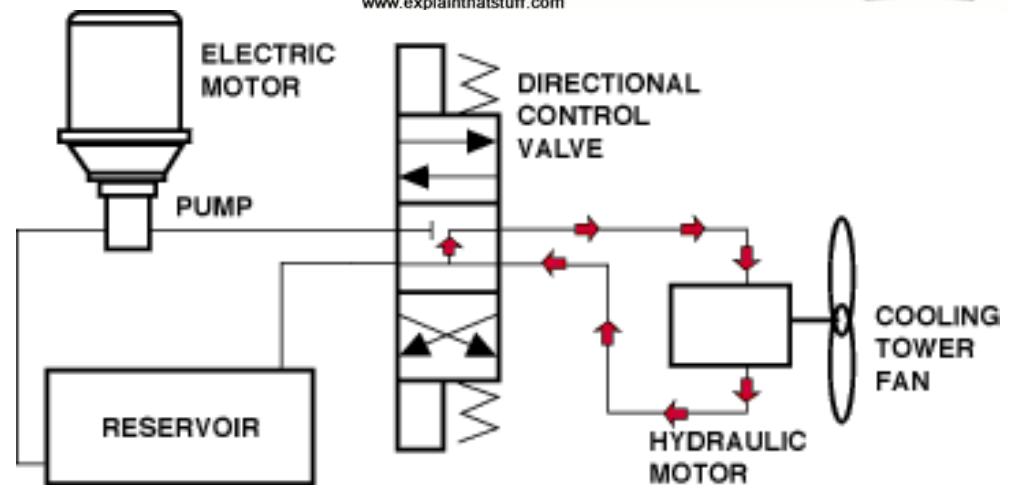 www.explainthatstuff.com
ELECTRIC
MOTOR
DIRECTIONAL
CONTROL
VALVE
PUMP
COOLING
TOWER
FAN
RESERVOIR
HYDRAULIC
MOTOR